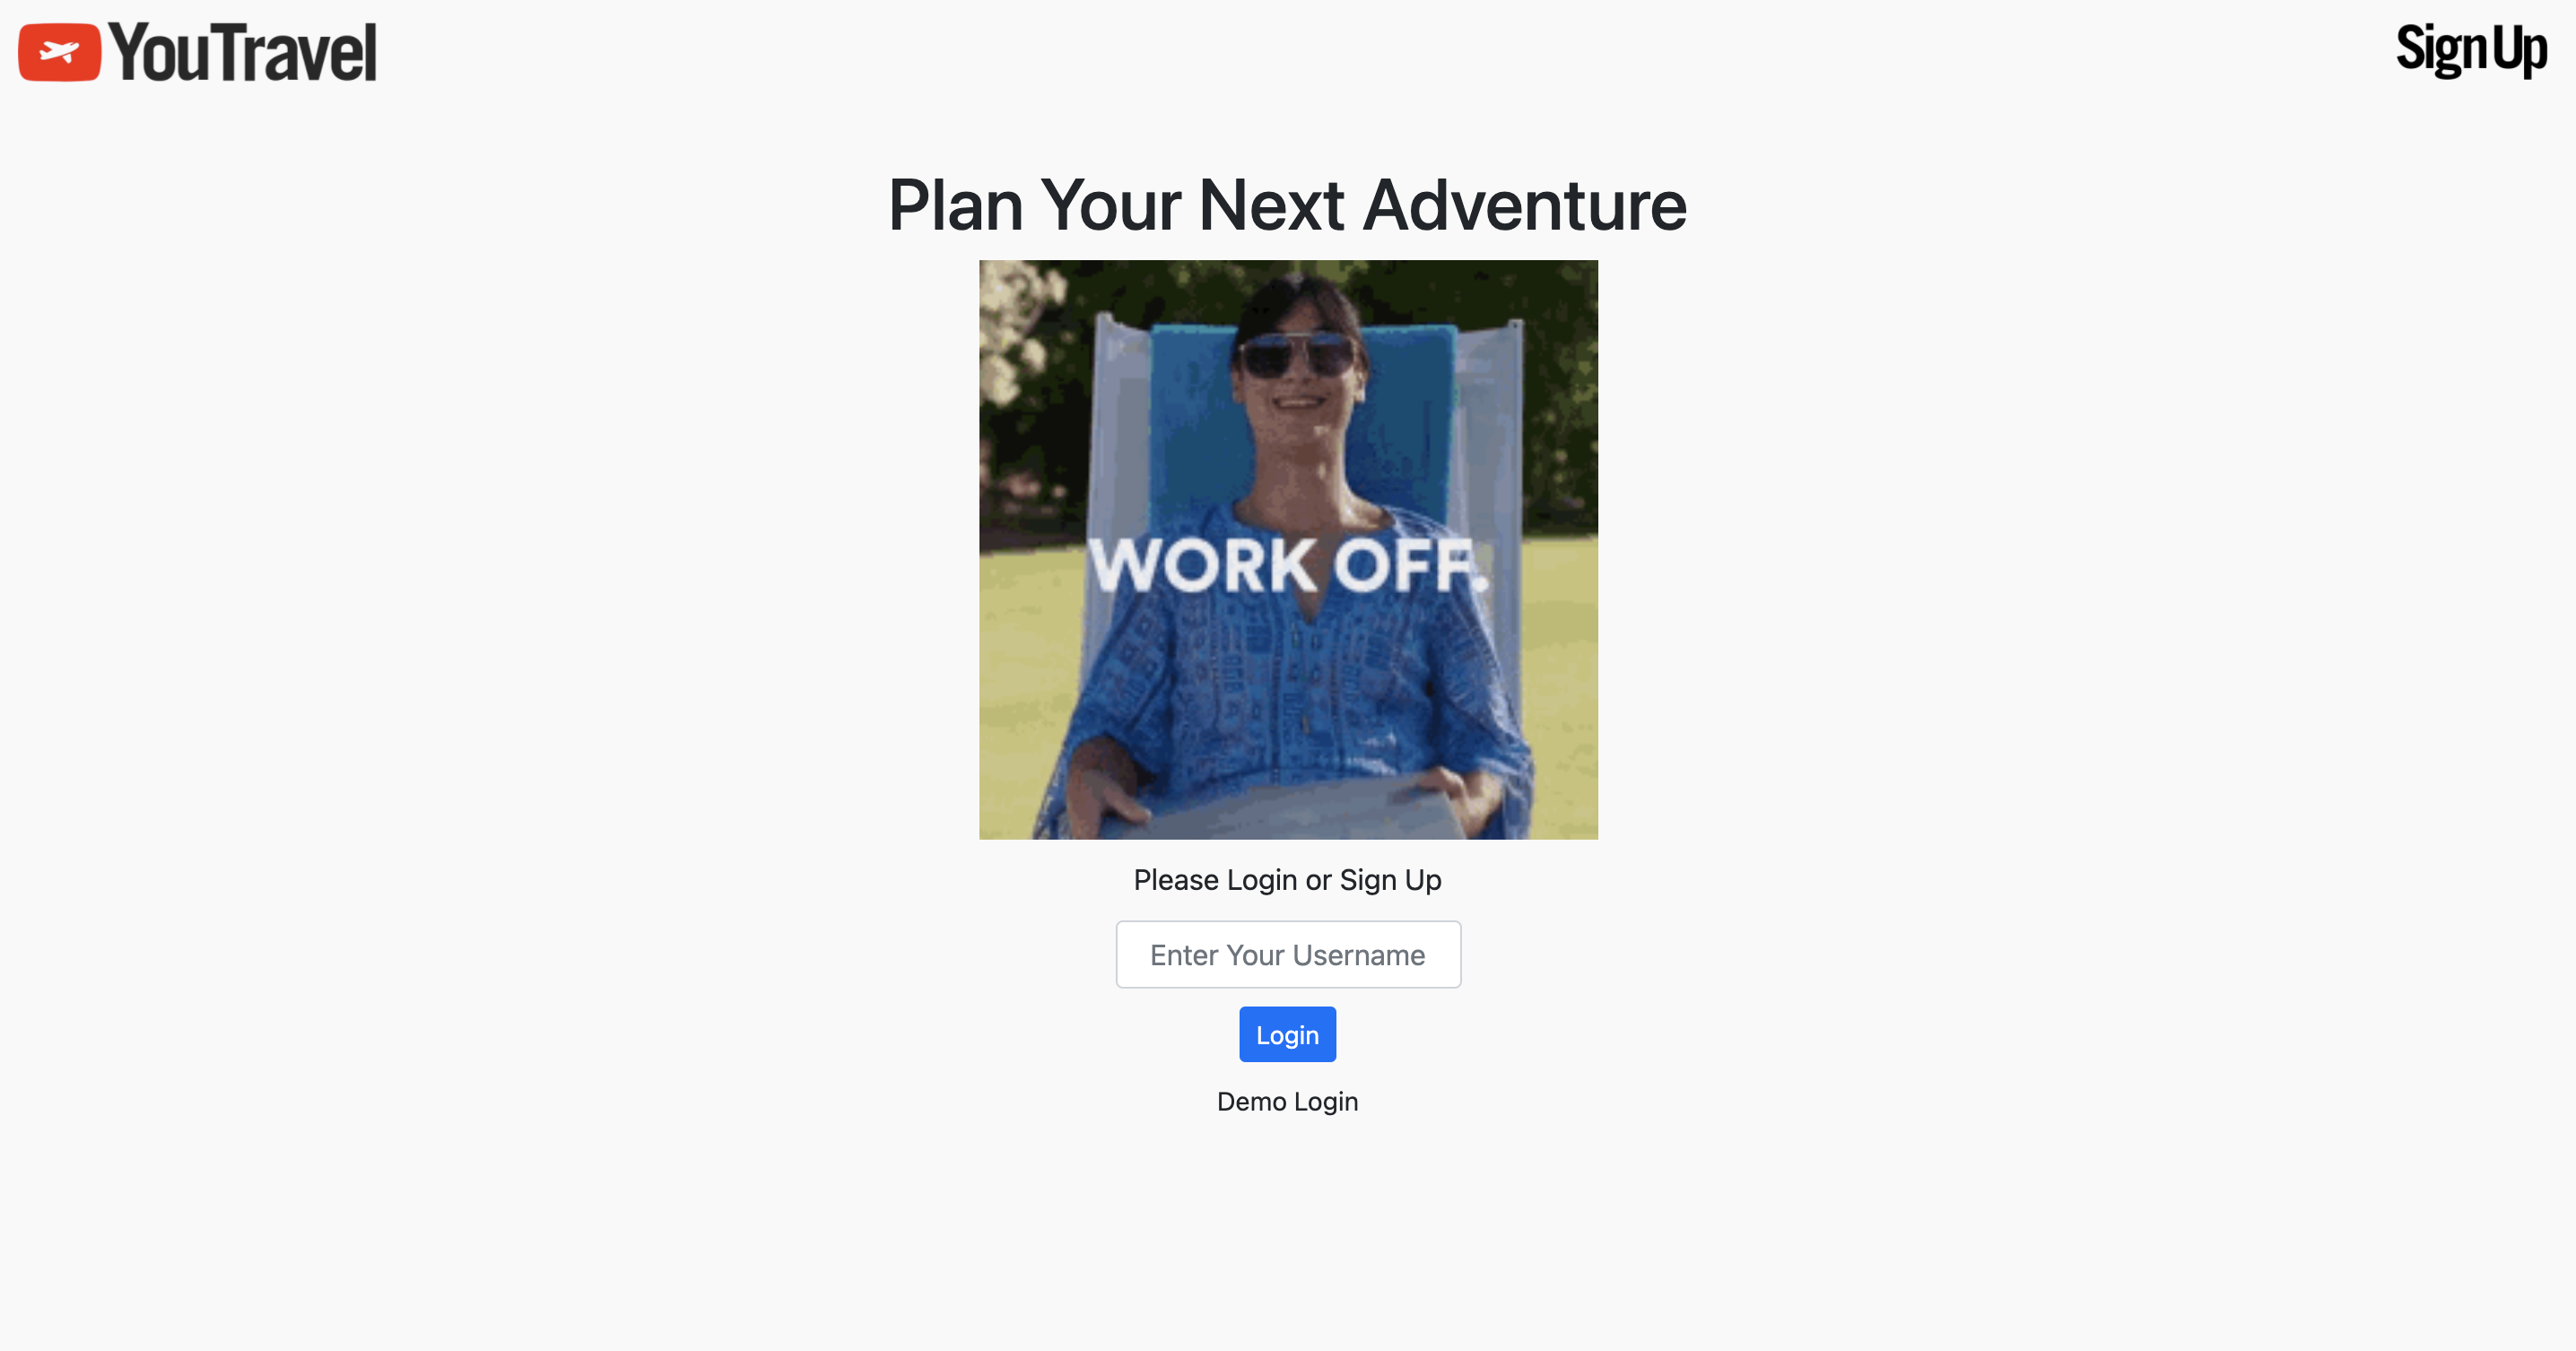 YouTravel
Sign Up
Plan Your Next Adventure
WORK OFF.
Please Login or Sign Up
Enter Your Username
Login
Demo Login